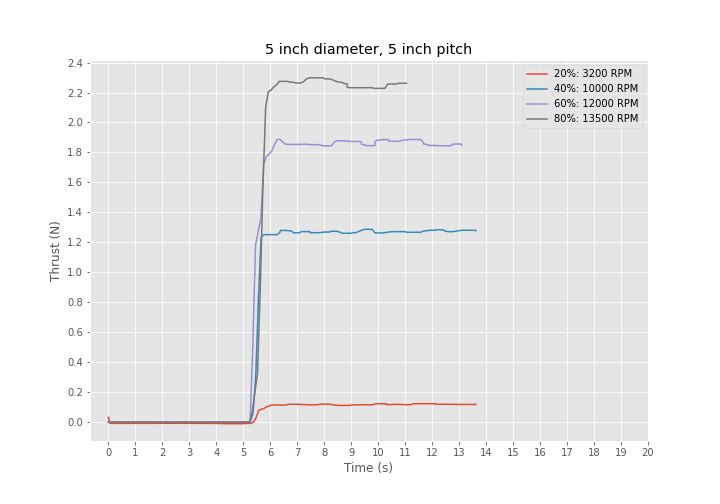 5 inch diameter, 5 inch pitch
20%: 3200 RPM
40%: 10000 RPM
60%: 12000 RPM
80%: 13500 RPM
Thrust (N)
2.4
2.2
2.0
1.8
1.6
1.4
1.2
1.0
0.8
0.6
0.4
0.2
0.0
0 1 2 3 4 5 6 7 8 9 10 11 12 13 14 15 16 17 18 19 20
Time (s)